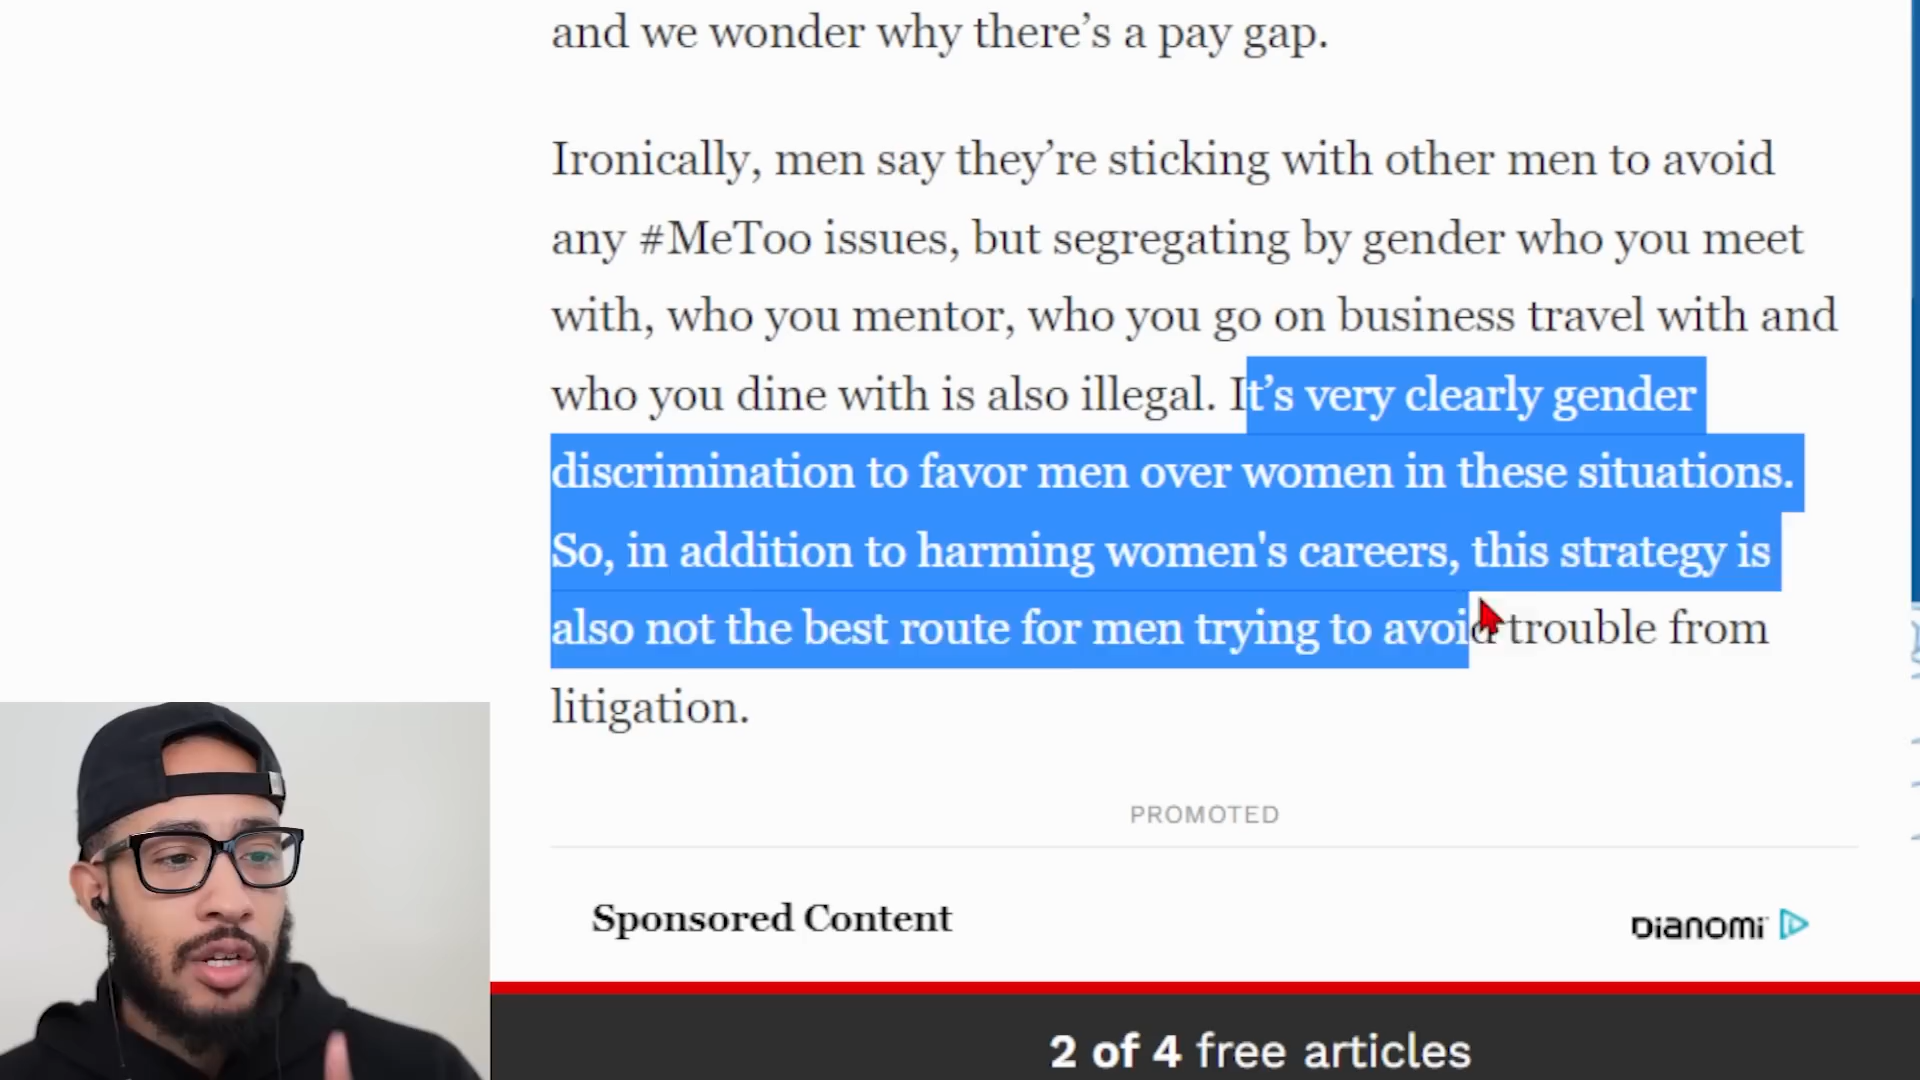 and we wonder why there’s a pay gap.
Ironically, men say they’re sticking with other men to avoid
any #MeToo issues, but segregating by gender who you meet
with, who you mentor, who you go on business travel with and
who you dine with is also illegal. It’s very clearly gender
discrimination to favor men over women in these situations.
So, in addition to harming women's careers, this strategy is
also not the best route for men trying to avoid trouble from
litigation.
PROMOTED
Sponsored Content
DIANOMI
2 of 4 free articles